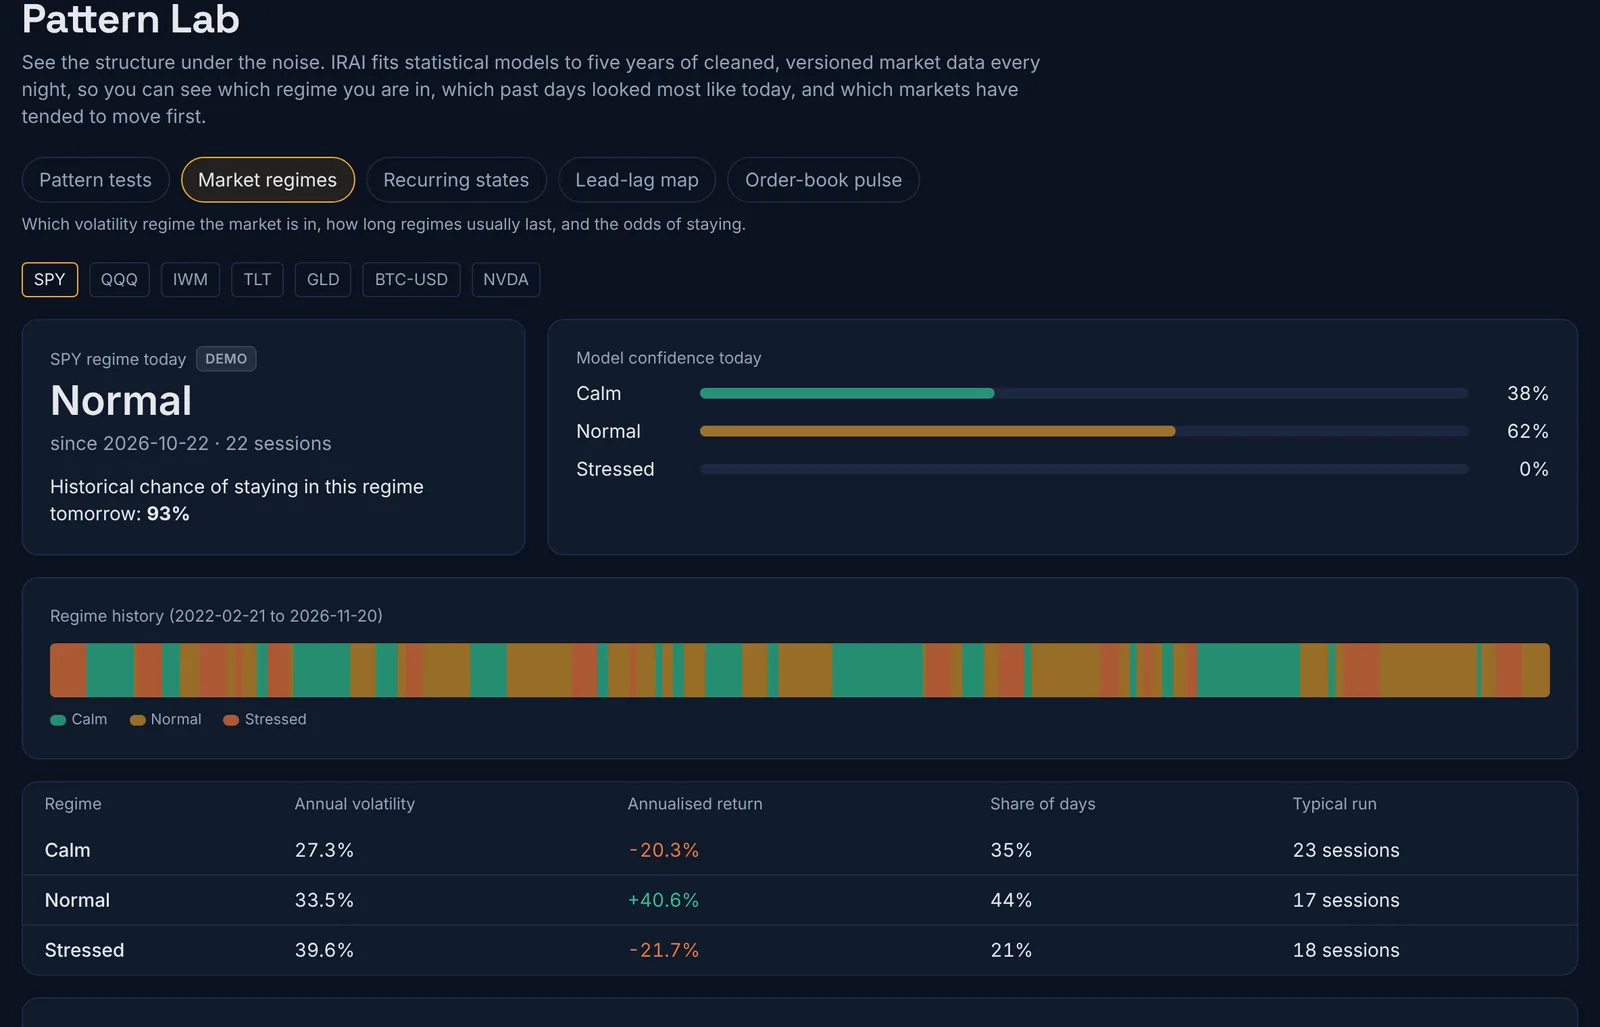 Pattern Lab
See the structure under the noise. IRAI fits statistical models to five years of cleaned, versioned market data every
night, so you can see which regime you are in, which past days looked most like today, and which markets have
tended to move first.
Pattern tests
Market regimes
Recurring states
Lead-lag map
Order-book pulse
Which volatility regime the market is in, how long regimes usually last, and the odds of staying.
SPY
QQQ
IWM
TLT
GLD
BTC-USD
NVDA
SPY regime today DEMO
Normal
since 2026-10-22 · 22 sessions
Historical chance of staying in this regime
tomorrow: 93%
Model confidence today
Calm 38%
Normal 62%
Stressed 0%
Regime history (2022-02-21 to 2026-11-20)
Calm Normal Stressed
Regime Annual volatility Annualised return Share of days Typical run
Calm 27.3% -20.3% 35% 23 sessions
Normal 33.5% +40.6% 44% 17 sessions
Stressed 39.6% -21.7% 21% 18 sessions